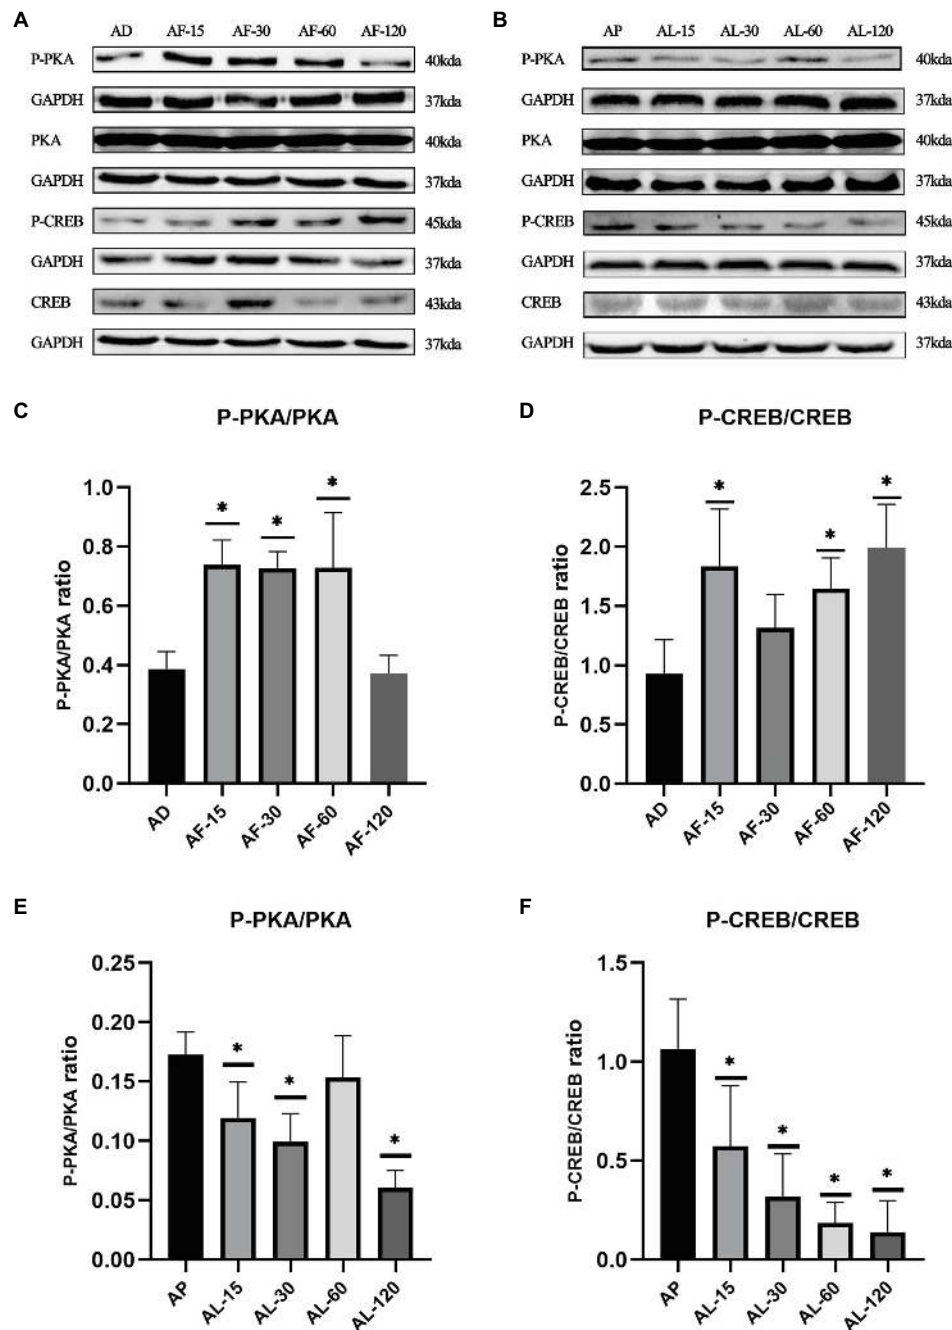 A
AD AF-15 AF-30 AF-60 AF-120
P-PKA 40kda
GAPDH 37kda
PKA 40kda
GAPDH 37kda
P-CREB 45kda
GAPDH 37kda
CREB 43kda
GAPDH 37kda
B
AP AL-15 AL-30 AL-60 AL-120
P-PKA 40kda
GAPDH 37kda
PKA 40kda
GAPDH 37kda
P-CREB 45kda
GAPDH 37kda
CREB 43kda
GAPDH 37kda
C
P-PKA/PKA
P-PKA/PKA ratio
1.0
0.8
0.6
0.4
0.2
0.0
* * *
AD AF-15 AF-30 AF-60 AF-120
D
P-CREB/CREB
P-CREB/CREB ratio
2.5
2.0
1.5
1.0
0.5
0.0
* * *
AD AF-15 AF-30 AF-60 AF-120
E
P-PKA/PKA
P-PKA/PKA ratio
0.25
0.20
0.15
0.10
0.05
0.00
* * *
AP AL-15 AL-30 AL-60 AL-120
F
P-CREB/CREB
P-CREB/CREB ratio
1.5
1.0
0.5
0.0
* * * *
AP AL-15 AL-30 AL-60 AL-120